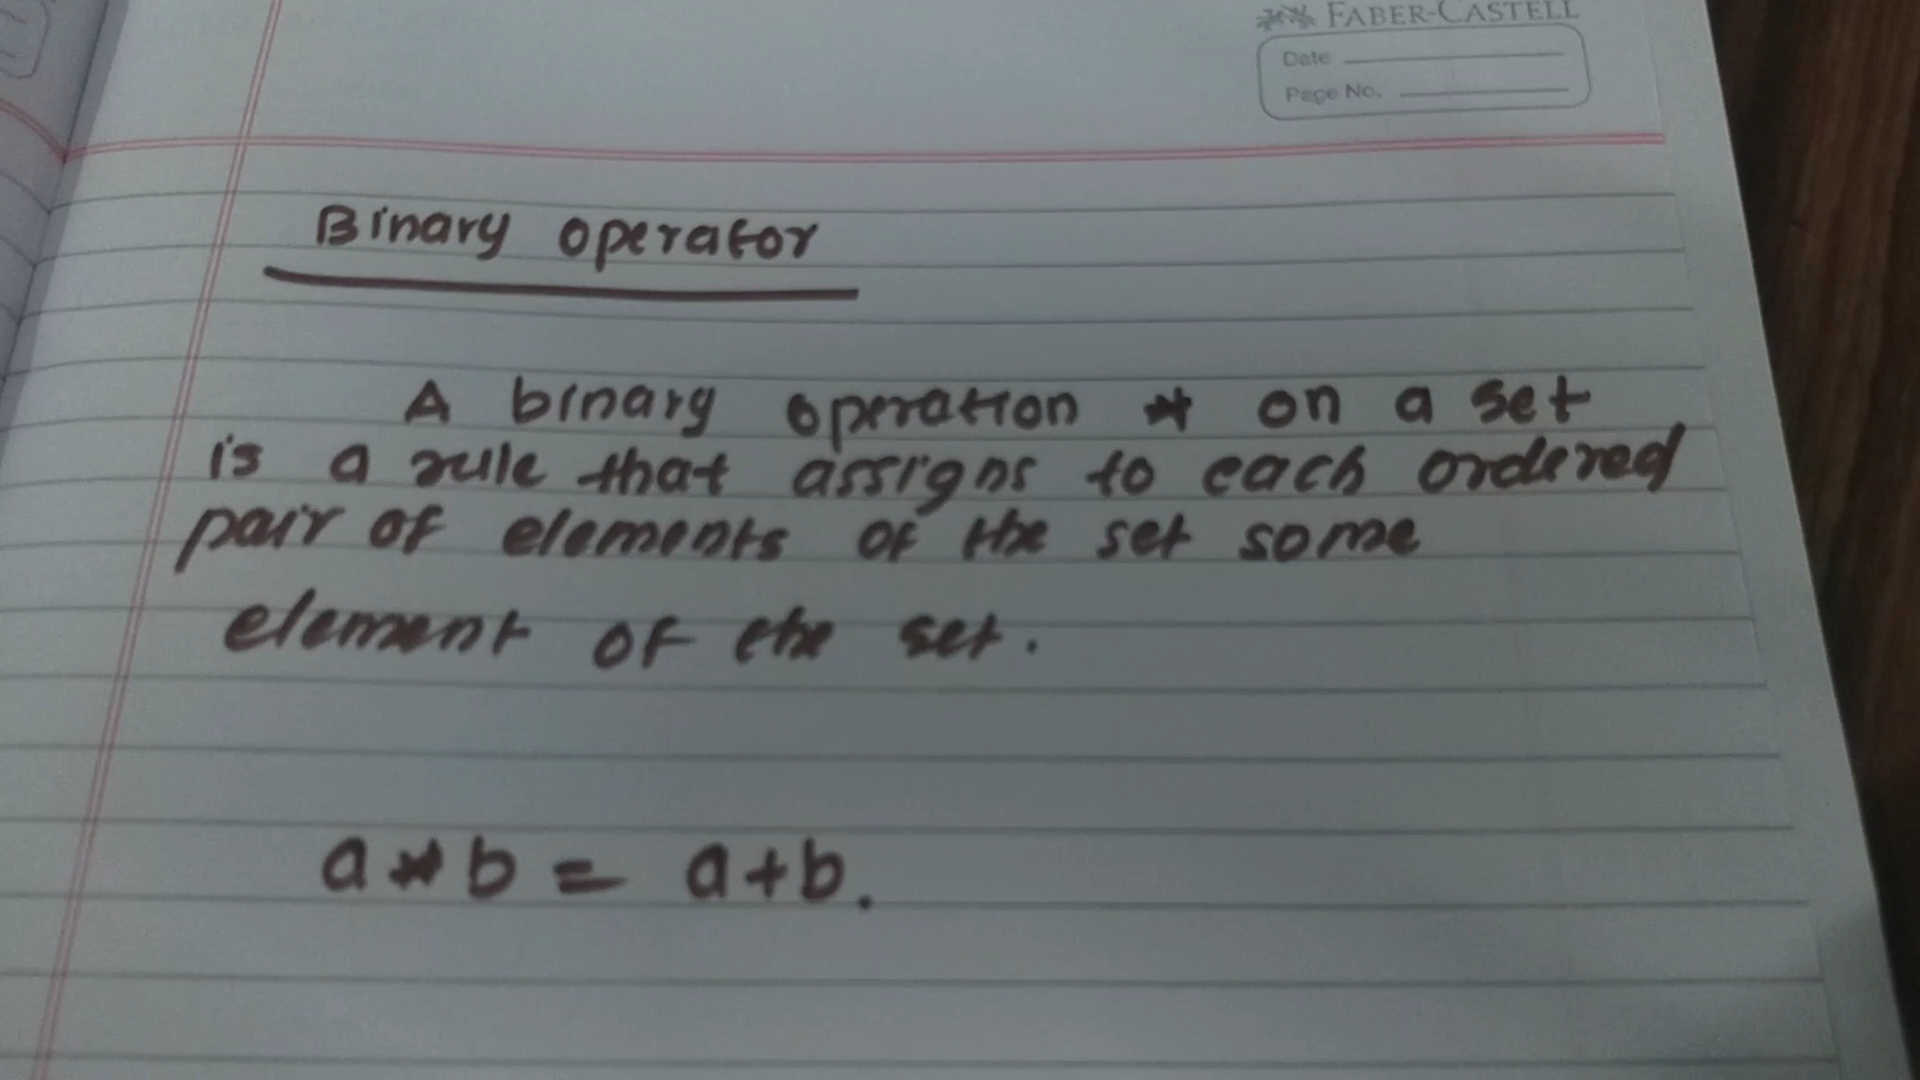 FABER-CASTELL
Date
Page No.
Binary operator
A binary operation * on a set
is a rule that assigns to each ordered
pair of elements of the set some
element of the set.
a * b = a + b.